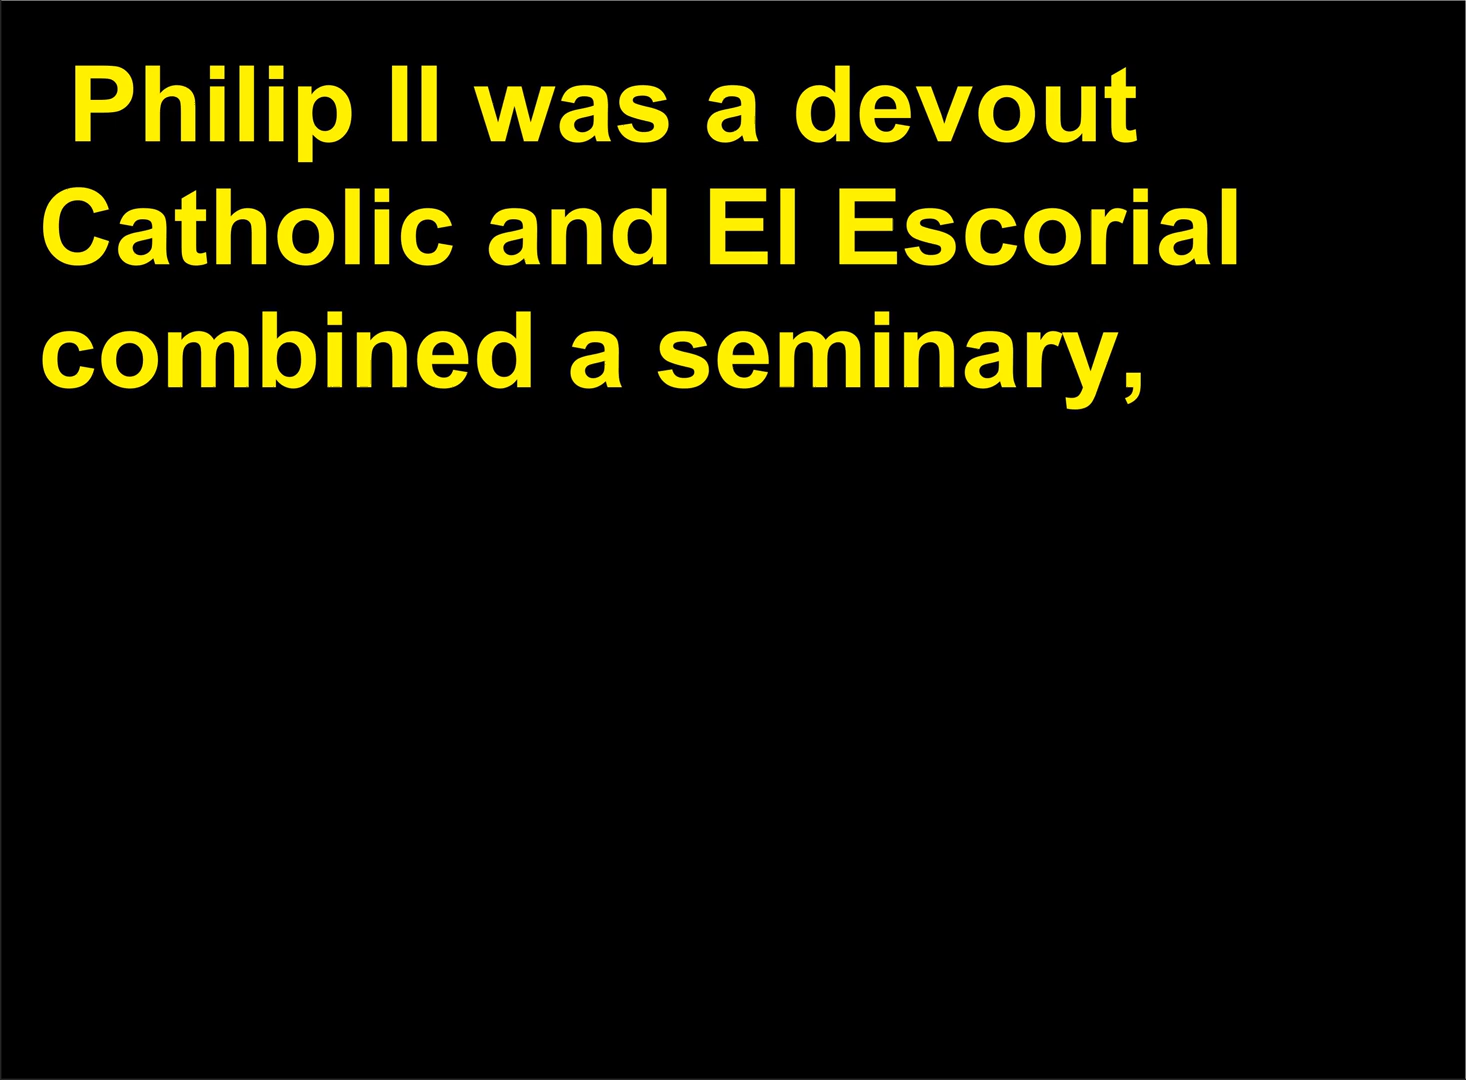 Philip II was a devout
Catholic and El Escorial
combined a seminary,